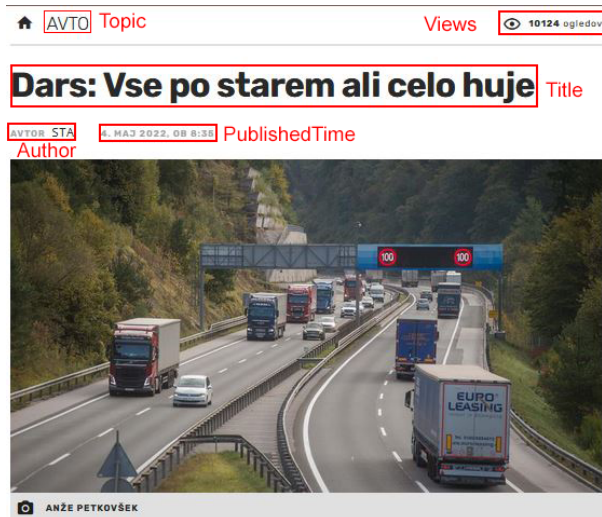 AVTO Topic Views 10124 ogledov
Dars: Vse po starem ali celo huje Title
AVTOR STA 4. MAJ 2022, OB 8:35 PublishedTime
Author
100 100
EURO
LEASING
ANŽE PETKOVŠEK